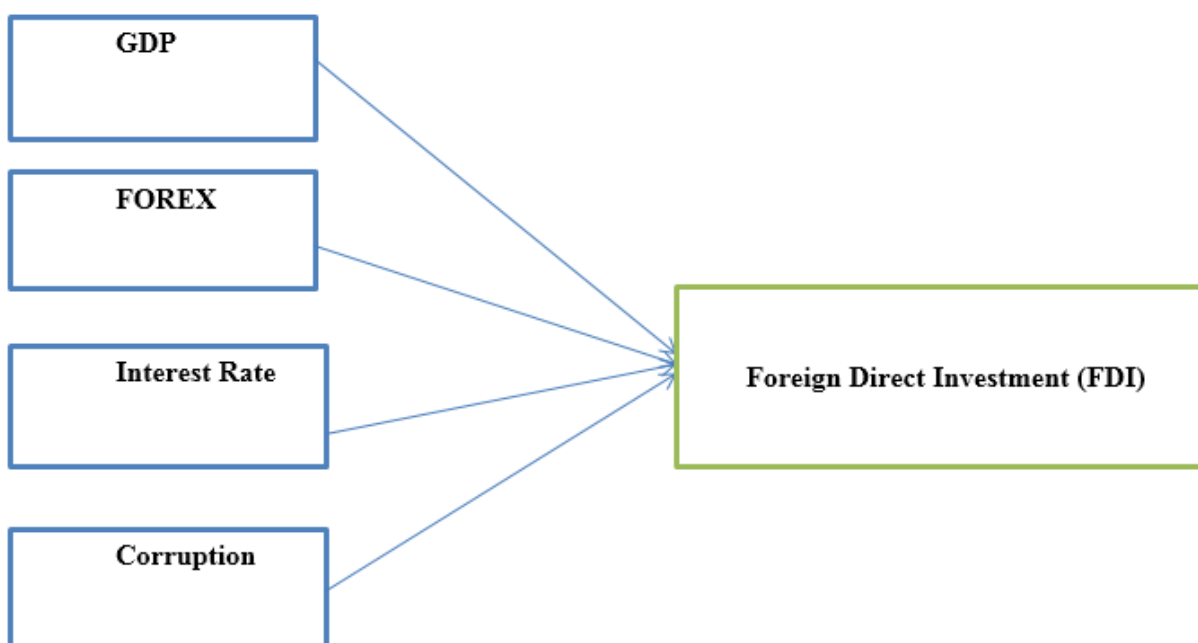 GDP
FOREX
Interest Rate
Corruption
Foreign Direct Investment (FDI)